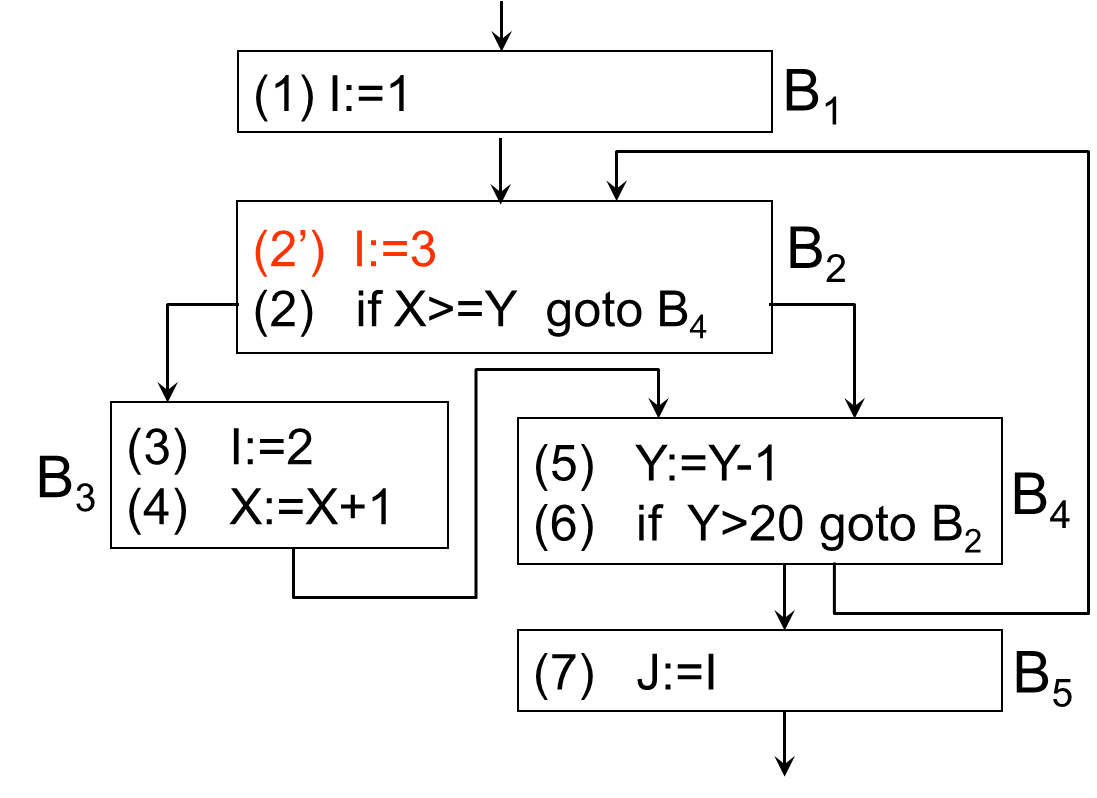 (1) I:=1
B₁
(2’) I:=3
(2) if X>=Y goto B₄
B₂
(3) I:=2
(4) X:=X+1
B₃
(5) Y:=Y-1
(6) if Y>20 goto B₂
B₄
(7) J:=I
B₅